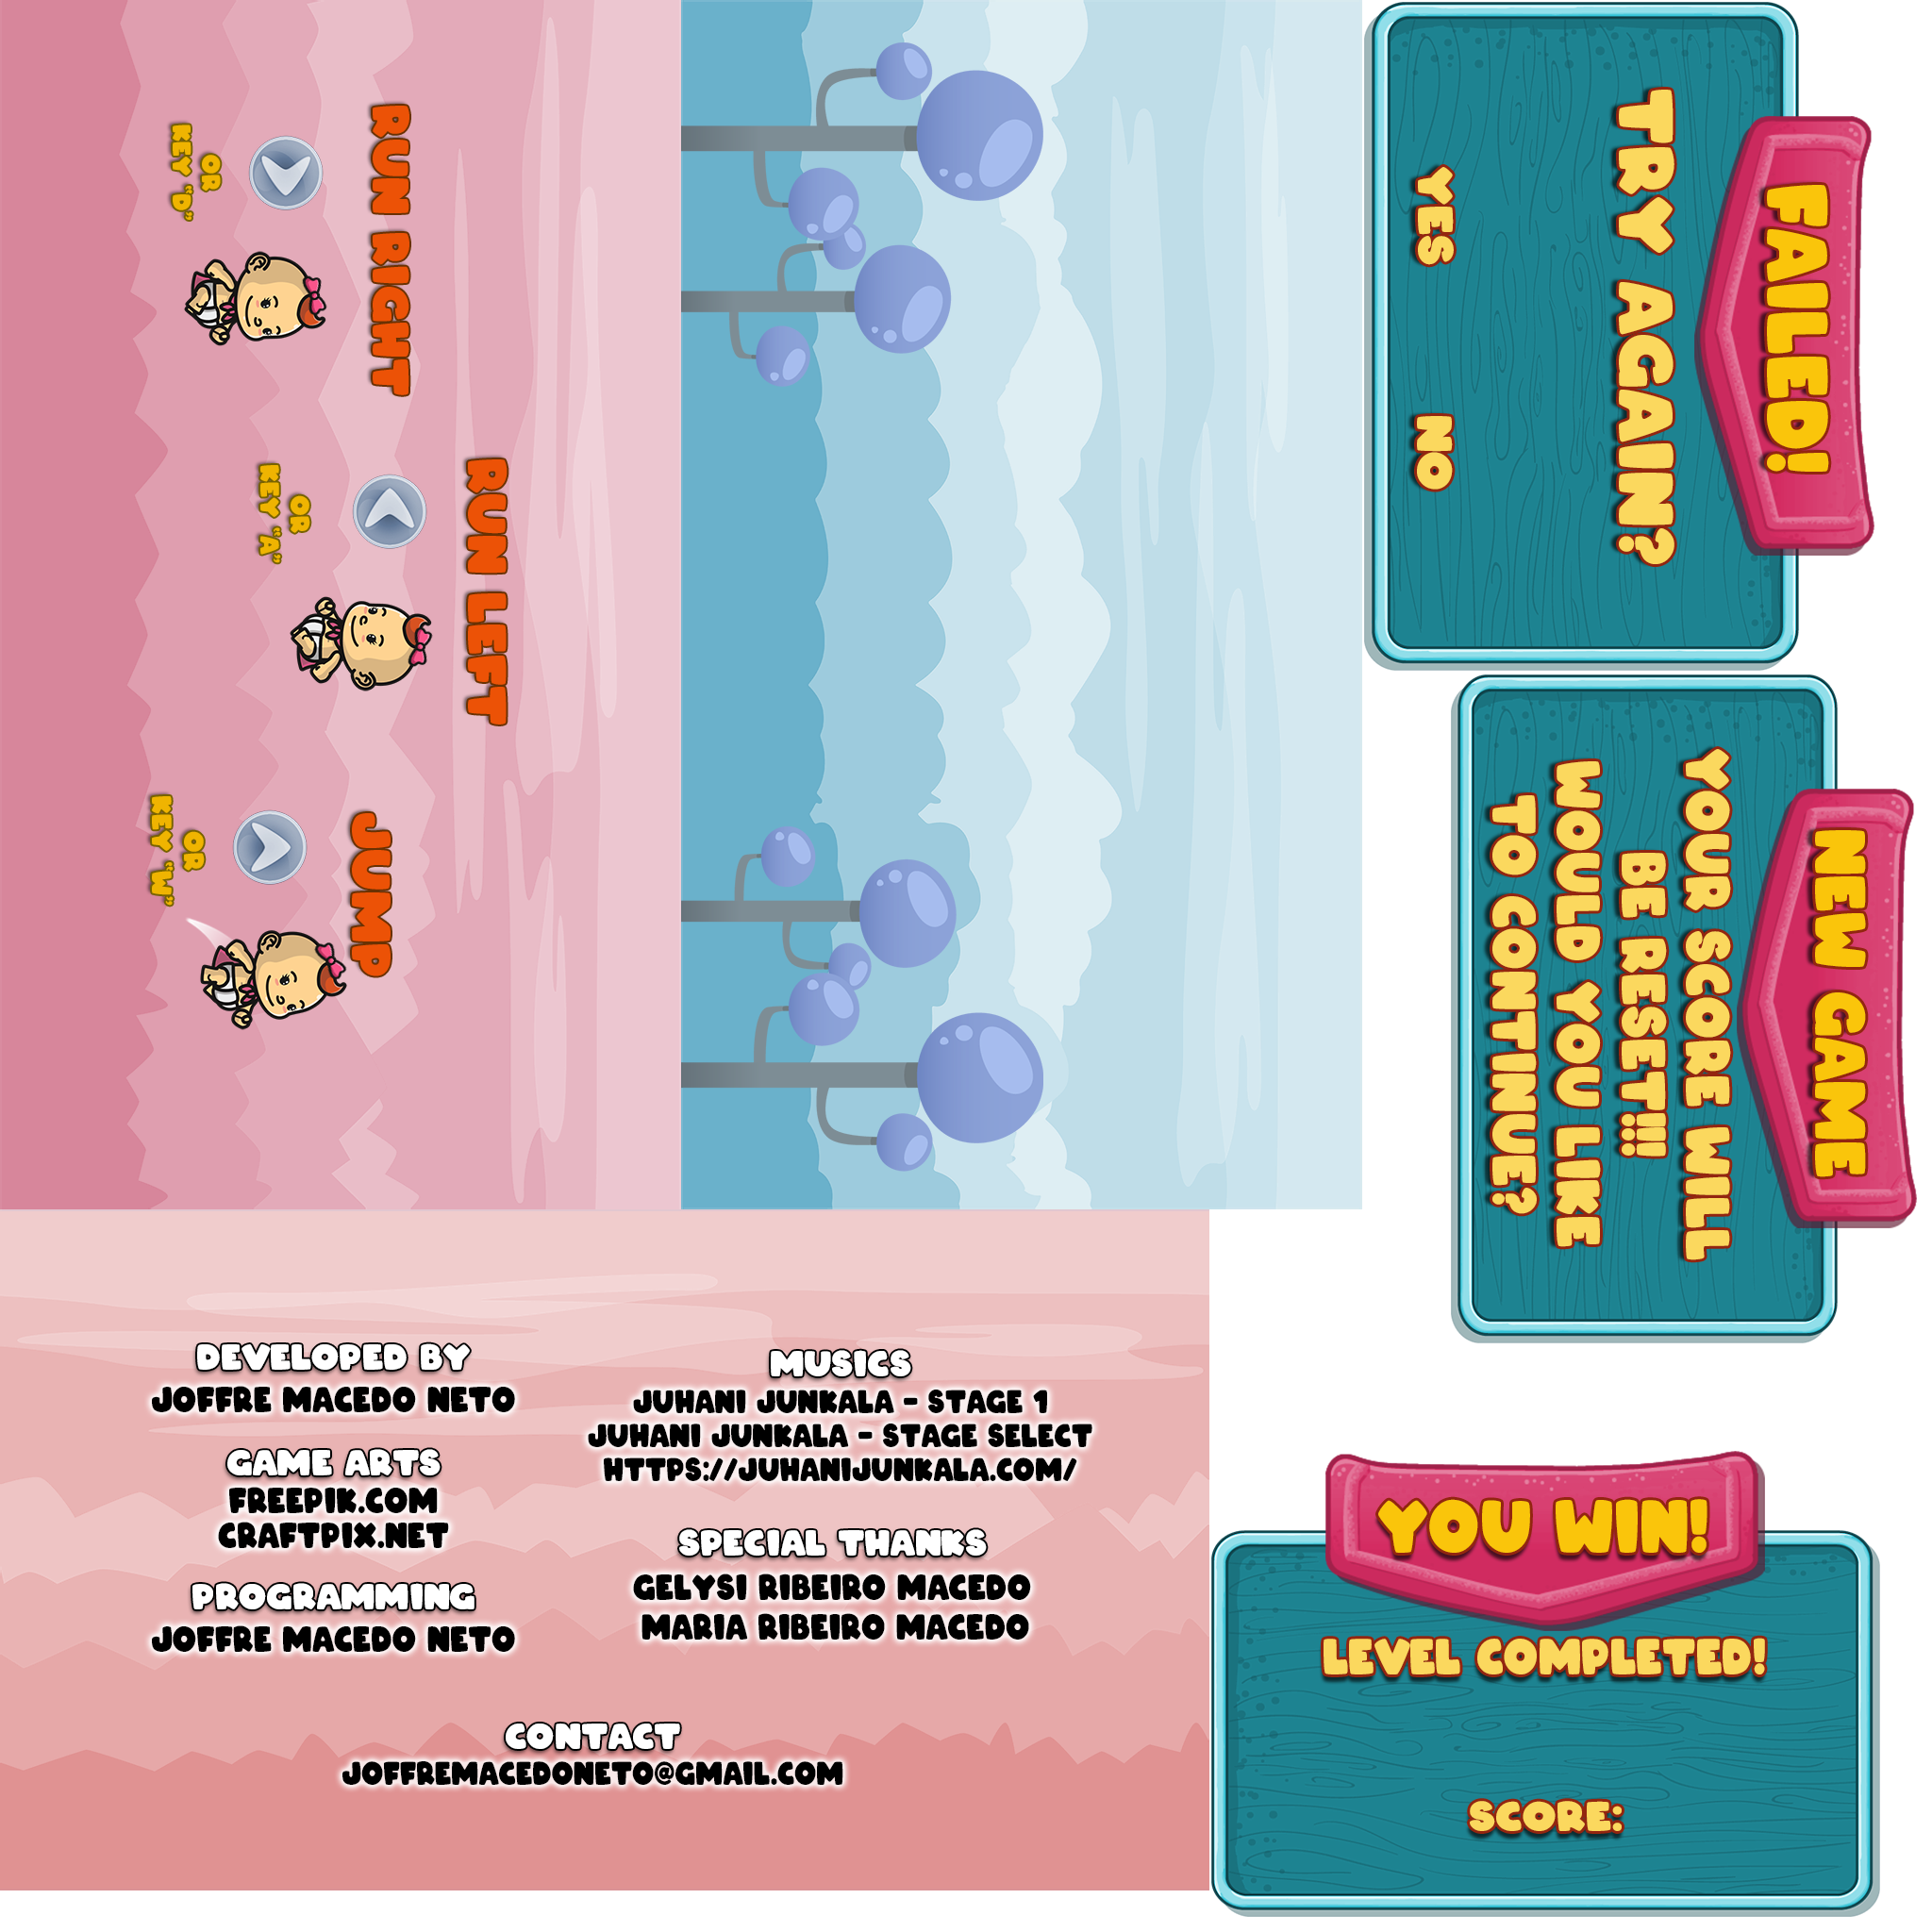 RUN RIGHT
OR
KEY "D"
RUN LEFT
OR
KEY "A"
JUMP
OR
KEY "W"
FAILED!
TRY AGAIN?
YES NO
NEW GAME
YOUR SCORE WILL
BE RESET!!!!
WOULD YOU LIKE
TO CONTINUE?
DEVELOPED BY
JOFFRE MACEDO NETO
GAME ARTS
FREEPIK.COM
CRAFTPIX.NET
PROGRAMMING
JOFFRE MACEDO NETO
MUSICS
JUHANI JUNKALA - STAGE 1
JUHANI JUNKALA - STAGE SELECT
HTTPS://JUHANIJUNKALA.COM/
SPECIAL THANKS
GELYSI RIBEIRO MACEDO
MARIA RIBEIRO MACEDO
CONTACT
JOFFREMACEDONETO@GMAIL.COM
YOU WIN!
LEVEL COMPLETED!
SCORE: